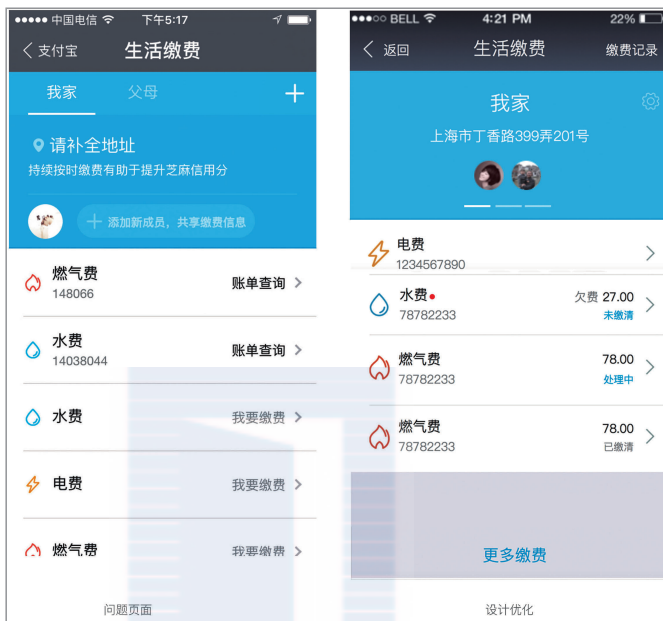 中国电信 下午5:17
支付宝 生活缴费
我家 父母
请补全地址
持续按时缴费有助于提升芝麻信用分
添加新成员，共享缴费信息
燃气费
148066
账单查询
水费
14038044
账单查询
水费 我要缴费
电费 我要缴费
燃气费 我要缴费
问题页面
BELL 4:21 PM 22%
返回 生活缴费 缴费记录
我家
上海市丁香路399弄201号
电费
1234567890
水费 欠费 27.00
78782233 未缴清
燃气费 78.00
78782233 处理中
燃气费 78.00
78782233 已缴清
更多缴费
设计优化